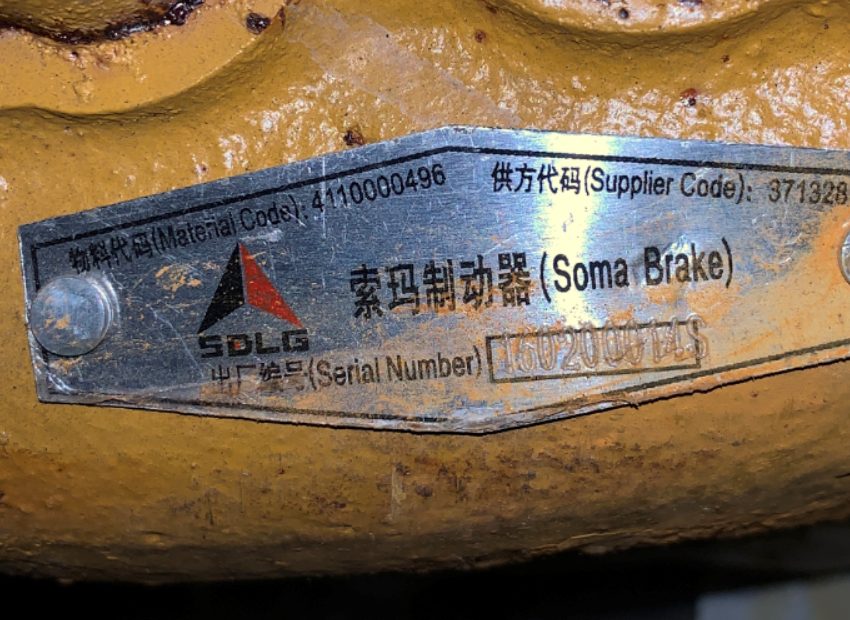 物料代码(Material Code): 4110000496
供方代码(Supplier Code): 371328
SDLG
索玛制动器(Soma Brake)
出厂编号(Serial Number)